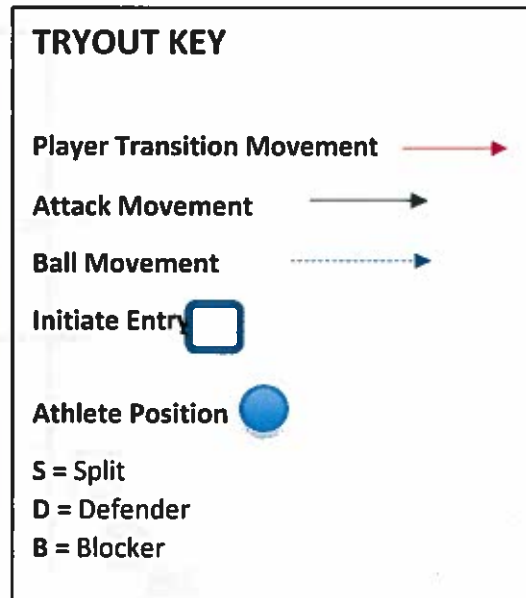 TRYOUT KEY
Player Transition Movement
Attack Movement
Ball Movement
Initiate Entry
Athlete Position
S = Split
D = Defender
B = Blocker